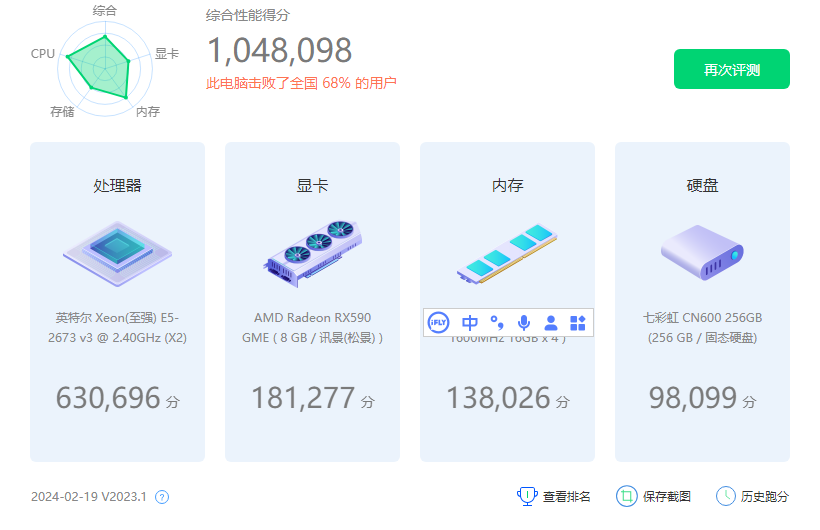 综合
CPU
显卡
存储
内存
综合性能得分
1,048,098
此电脑击败了全国 68% 的用户
再次评测
处理器
英特尔 Xeon(至强) E5-
2673 v3 @ 2.40GHz (X2)
630,696 分
显卡
AMD Radeon RX590
GME ( 8 GB / 讯景(松景) )
181,277 分
内存
iFLY 中
1600MHz 16GB x 4 )
138,026 分
硬盘
七彩虹 CN600 256GB
(256 GB / 固态硬盘)
98,099 分
2024-02-19 V2023.1 ?
查看排名
保存截图
历史跑分